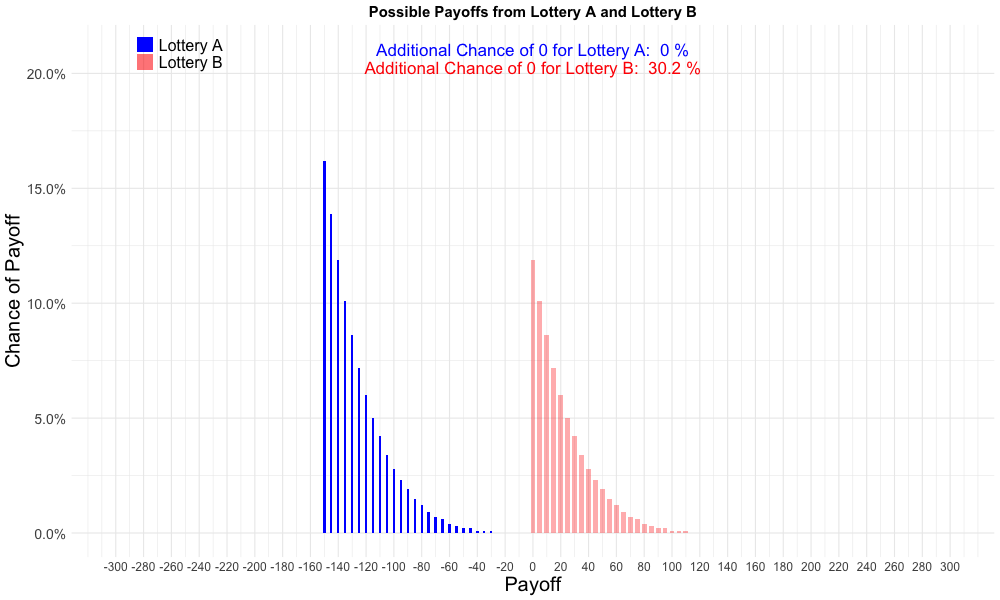 Possible Payoffs from Lottery A and Lottery B
Lottery A
Lottery B
Additional Chance of 0 for Lottery A:  0 %
Additional Chance of 0 for Lottery B:  30.2 %
Chance of Payoff
20.0%
15.0%
10.0%
5.0%
0.0%
-300 -280 -260 -240 -220 -200 -180 -160 -140 -120 -100 -80 -60 -40 -20 0 20 40 60 80 100 120 140 160 180 200 220 240 260 280 300
Payoff